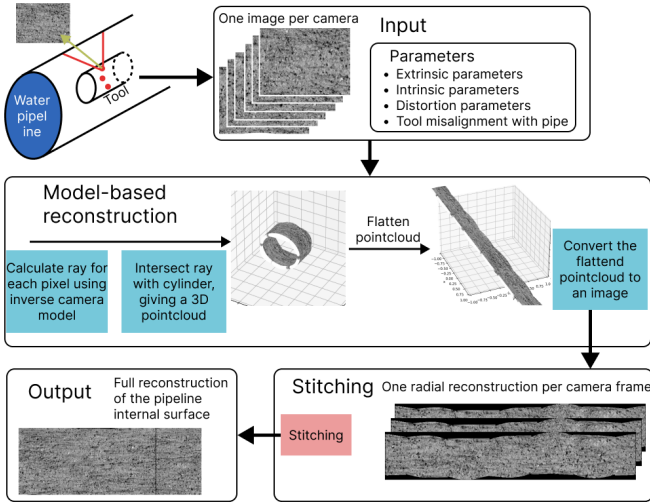 Water
pipel
ine
Tool
One image per camera
Input
Parameters
• Extrinsic parameters
• Intrinsic parameters
• Distortion parameters
• Tool misalignment with pipe
Model-based
reconstruction
Calculate ray for
each pixel using
inverse camera
model
Intersect ray
with cylinder,
giving a 3D
pointcloud
Flatten
pointcloud
Convert the
flattend
pointcloud to
an image
Output
Full reconstruction
of the pipeline
internal surface
Stitching
One radial reconstruction per camera frame
Stitching